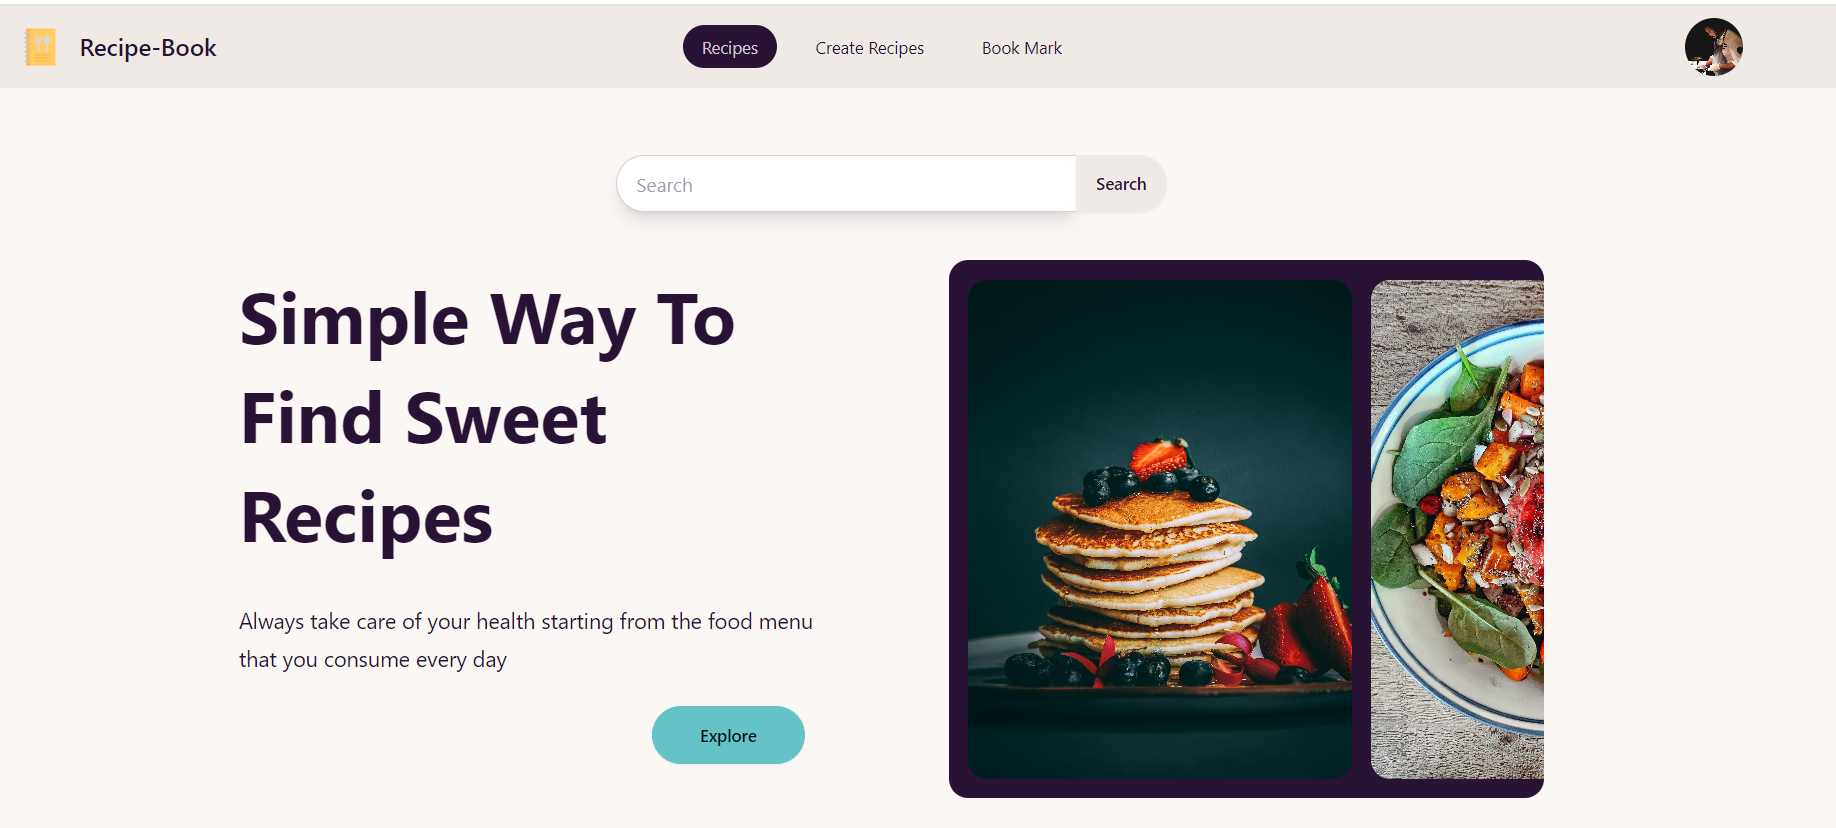 Recipe-Book
Recipes
Create Recipes
Book Mark
Search
Search
Simple Way To
Find Sweet
Recipes
Always take care of your health starting from the food menu
that you consume every day
Explore